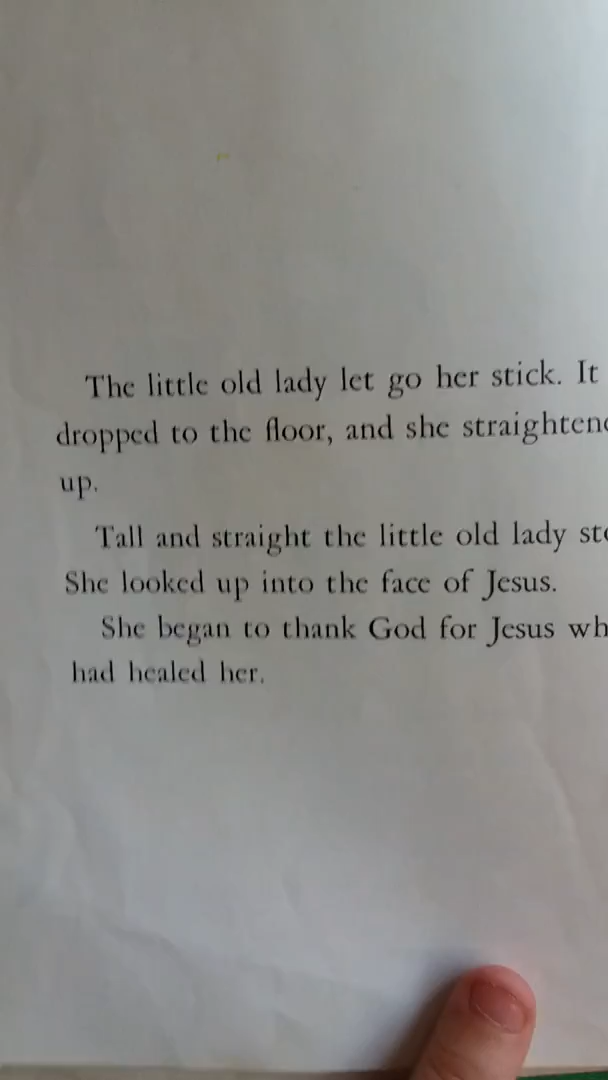 The little old lady let go her stick. It
dropped to the floor, and she
up.
Tall and straight the little old lady
She looked up into the face of Jesus.
She began to thank God for Jesus
had healed her.